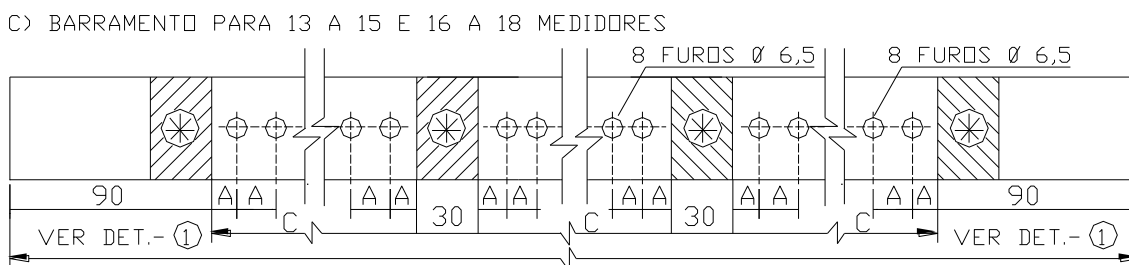 C) BARRAMENTO PARA 13 A 15 E 16 A 18 MEDIDORES
8 FUROS Ø 6,5 8 FUROS Ø 6,5
90 A A A A A A A A A A A A 90
C 30 30 C
VER DET.- 1 VER DET.- 1